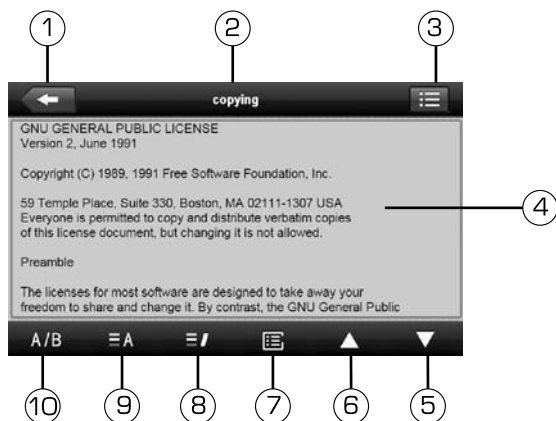 1 2 3
copying
GNU GENERAL PUBLIC LICENSE
Version 2, June 1991
Copyright (C) 1989, 1991 Free Software Foundation, Inc.
59 Temple Place, Suite 330, Boston, MA 02111-1307 USA
Everyone is permitted to copy and distribute verbatim copies
of this license document, but changing it is not allowed.
4
Preamble
The licenses for most software are designed to take away your
freedom to share and change it. By contrast, the GNU General Public
A/B A
10 9 8 7 6 5